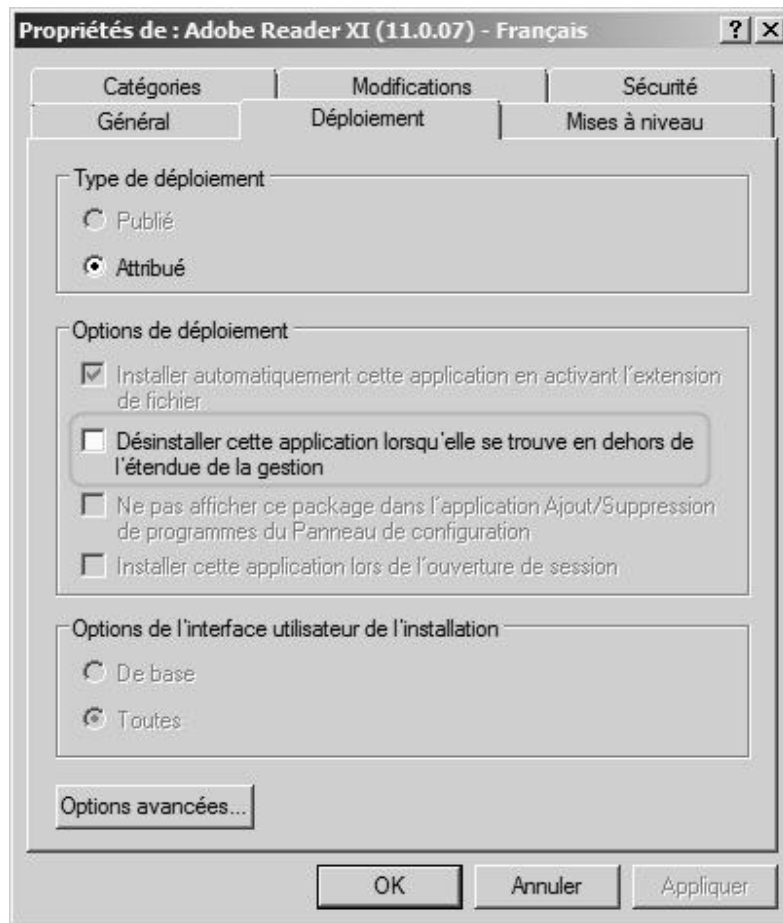 Propriétés de : Adobe Reader XI (11.0.07) - Français
Catégories
Modifications
Sécurité
Général
Déploiement
Mises à niveau
Type de déploiement
Publié
Attribué
Options de déploiement
Installer automatiquement cette application en activant l'extension
de fichier
Désinstaller cette application lorsqu'elle se trouve en dehors de
l'étendue de la gestion
Ne pas afficher ce package dans l'application Ajout/Suppression
de programmes du Panneau de configuration
Installer cette application lors de l'ouverture de session
Options de l'interface utilisateur de l'installation
De base
Toutes
Options avancées...
OK
Annuler
Appliquer